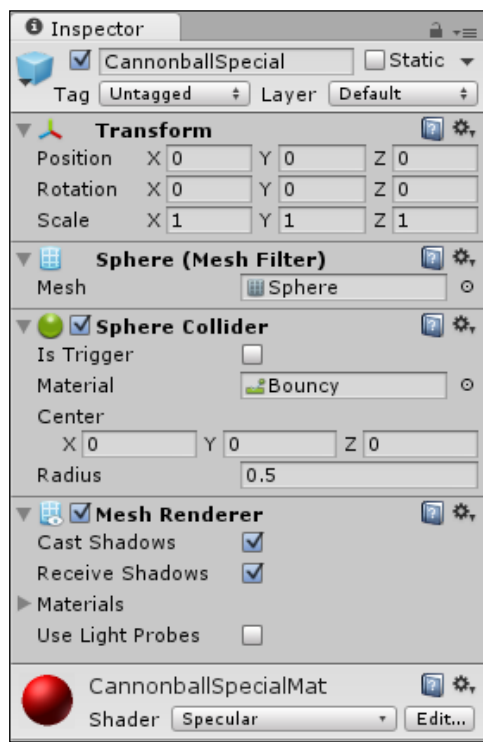 Inspector
CannonballSpecial Static
Tag Untagged Layer Default
Transform
Position X 0 Y 0 Z 0
Rotation X 0 Y 0 Z 0
Scale X 1 Y 1 Z 1
Sphere (Mesh Filter)
Mesh Sphere
Sphere Collider
Is Trigger
Material Bouncy
Center
X 0 Y 0 Z 0
Radius 0.5
Mesh Renderer
Cast Shadows
Receive Shadows
Materials
Use Light Probes
CannonballSpecialMat
Shader Specular Edit...